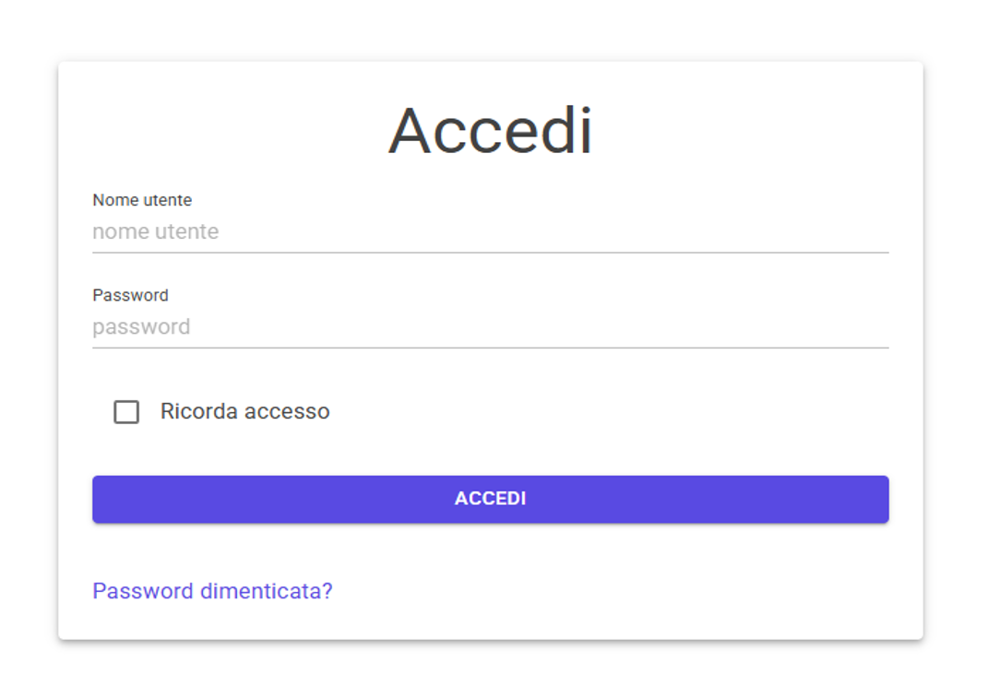 Accedi
Nome utente
nome utente
Password
password
Ricorda accesso
ACCEDI
Password dimenticata?